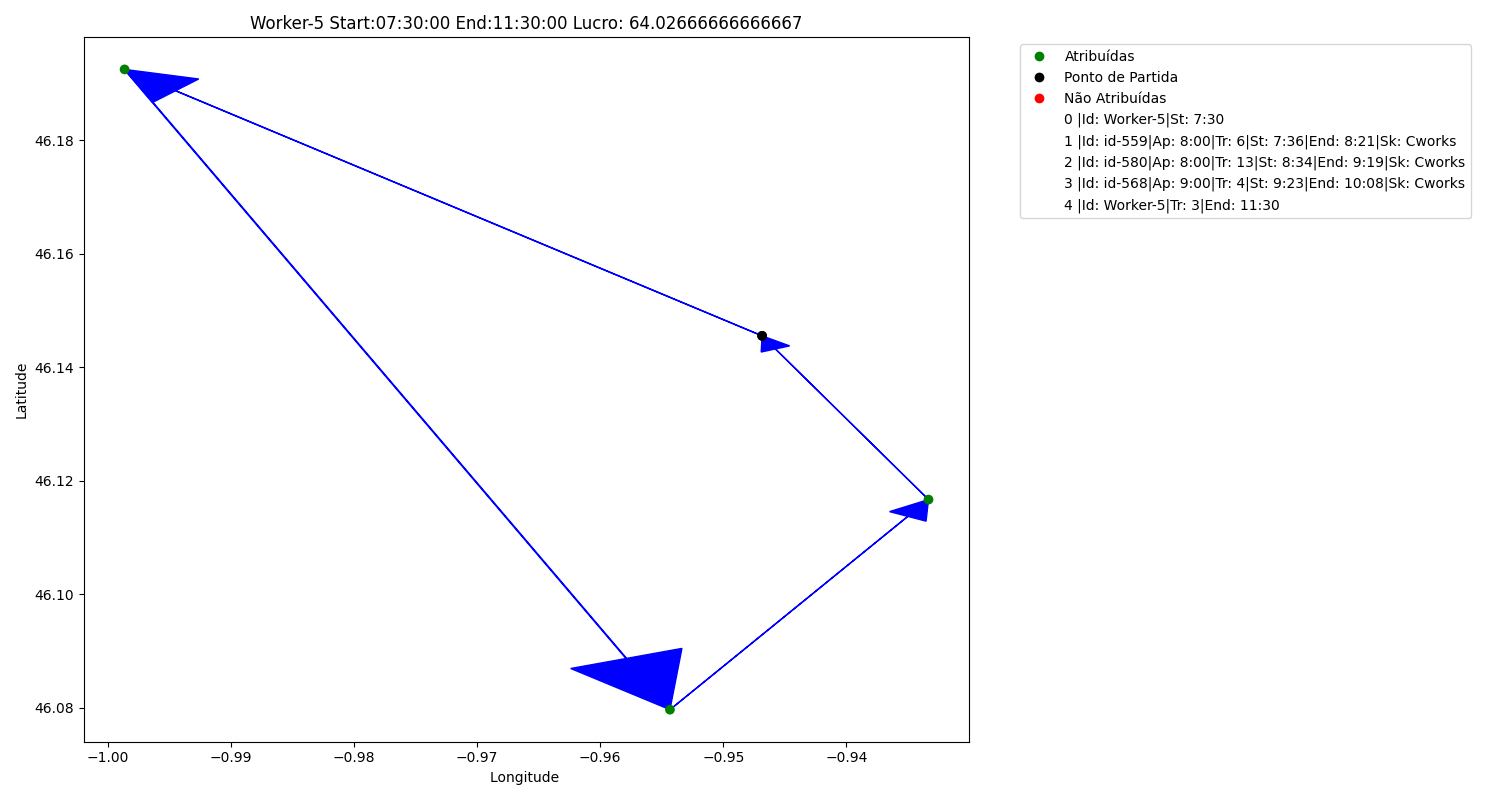 Worker-5 Start:07:30:00 End:11:30:00 Lucro: 64.02666666666667
46.18
46.16
46.14
46.12
46.10
46.08
Latitude
−1.00
−0.99
−0.98
−0.97
−0.96
−0.95
−0.94
Longitude
Atribuídas
Ponto de Partida
Não Atribuídas
0 |Id: Worker-5|St: 7:30
1 |Id: id-559|Ap: 8:00|Tr: 6|St: 7:36|End: 8:21|Sk: Cworks
2 |Id: id-580|Ap: 8:00|Tr: 13|St: 8:34|End: 9:19|Sk: Cworks
3 |Id: id-568|Ap: 9:00|Tr: 4|St: 9:23|End: 10:08|Sk: Cworks
4 |Id: Worker-5|Tr: 3|End: 11:30